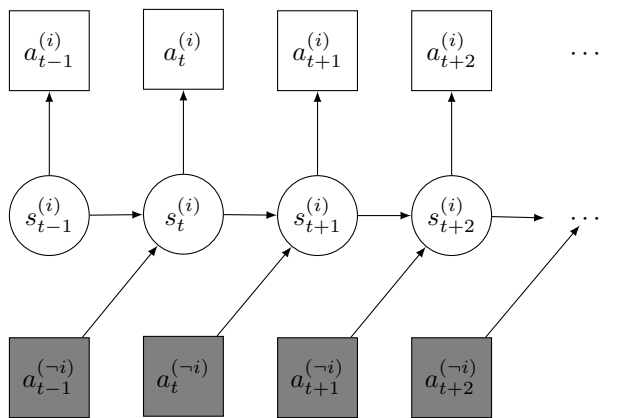 a_{t-1}^{(i)} a_t^{(i)} a_{t+1}^{(i)} a_{t+2}^{(i)} ⋯
s_{t-1}^{(i)} s_t^{(i)} s_{t+1}^{(i)} s_{t+2}^{(i)} ⋯
a_{t-1}^{(¬i)} a_t^{(¬i)} a_{t+1}^{(¬i)} a_{t+2}^{(¬i)}